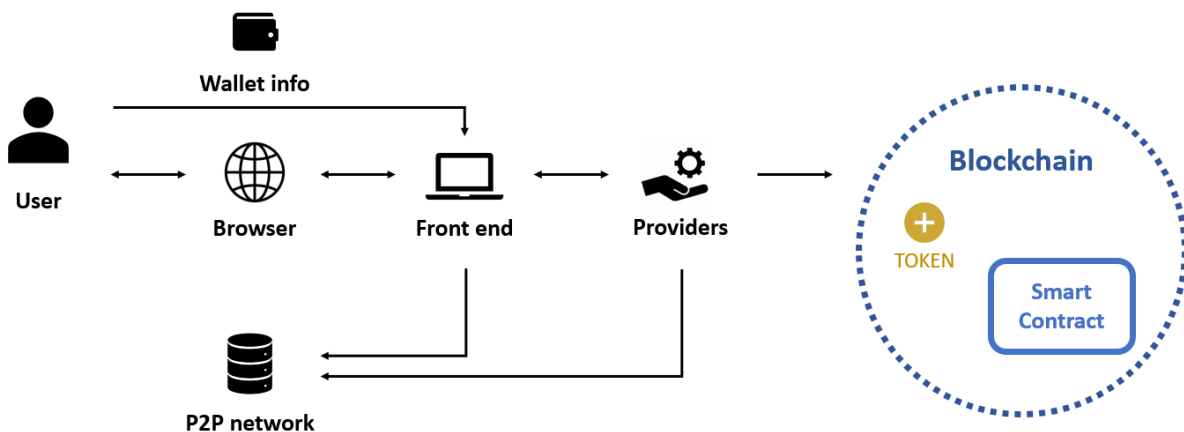 Wallet info
User
Browser
Front end
Providers
Blockchain
TOKEN
Smart
Contract
P2P network